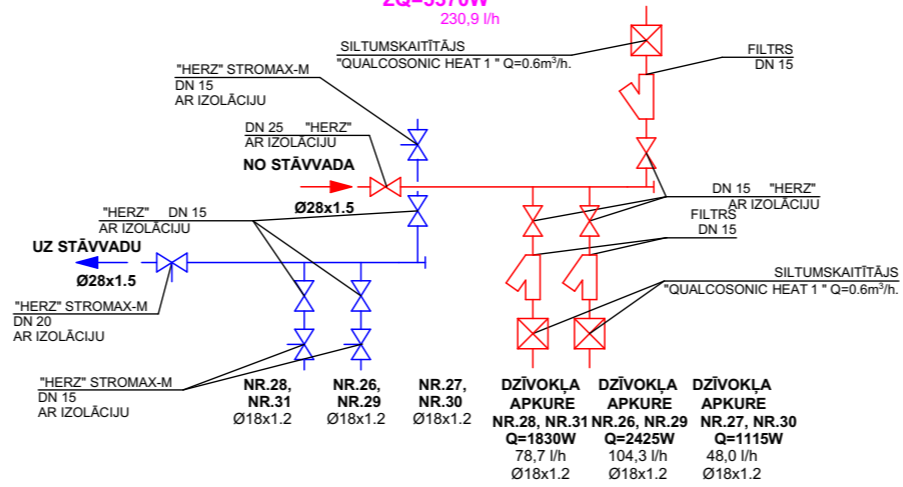 ZQ=5370W
230,9 l/h
SILTUMSKAITĪTĀJS
"QUALCOSONIC HEAT 1 " Q=0.6m³/h.
FILTRS
DN 15
"HERZ" STROMAX-M
DN 15
AR IZOLĀCIJU
DN 25 "HERZ"
AR IZOLĀCIJU
NO STĀVVADA
Ø28x1.5
DN 15 "HERZ"
AR IZOLĀCIJU
FILTRS
DN 15
"HERZ" DN 15
AR IZOLĀCIJU
UZ STĀVVADU
Ø28x1.5
SILTUMSKAITĪTĀJS
"QUALCOSONIC HEAT 1 " Q=0.6m³/h.
"HERZ" STROMAX-M
DN 20
AR IZOLĀCIJU
"HERZ" STROMAX-M
DN 15
AR IZOLĀCIJU
NR.28,
NR.31
Ø18x1.2
NR.26,
NR.29
Ø18x1.2
NR.27,
NR.30
Ø18x1.2
DZĪVOKĻA
APKURE
NR.28, NR.31
Q=1830W
78,7 l/h
Ø18x1.2
DZĪVOKĻA
APKURE
NR.26, NR.29
Q=2425W
104,3 l/h
Ø18x1.2
DZĪVOKĻA
APKURE
NR.27, NR.30
Q=1115W
48,0 l/h
Ø18x1.2